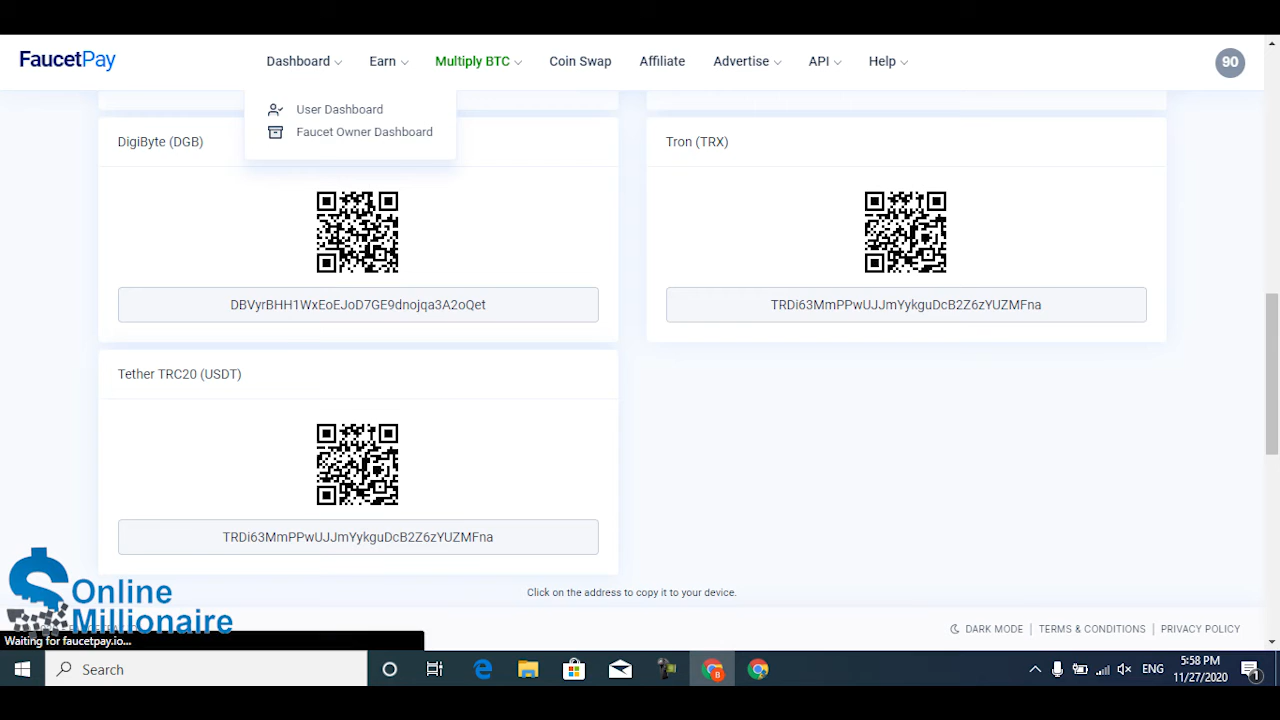 FaucetPay
Dashboard Earn Multiply BTC Coin Swap Affiliate Advertise API Help 90
User Dashboard
Faucet Owner Dashboard
DigiByte (DGB)
Tron (TRX)
DBVyrBHH1WxEoEJoD7GE9dnojqa3A2oQet
TRDi63MmPPwUJJmYykguDcB2Z6zYUZMFna
Tether TRC20 (USDT)
TRDi63MmPPwUJJmYykguDcB2Z6zYUZMFna
Click on the address to copy it to your device.
Online
Millionaire
DARK MODE | TERMS & CONDITIONS | PRIVACY POLICY
Waiting for faucetpay.io...
Search
ENG
5:58 PM
11/27/2020
1